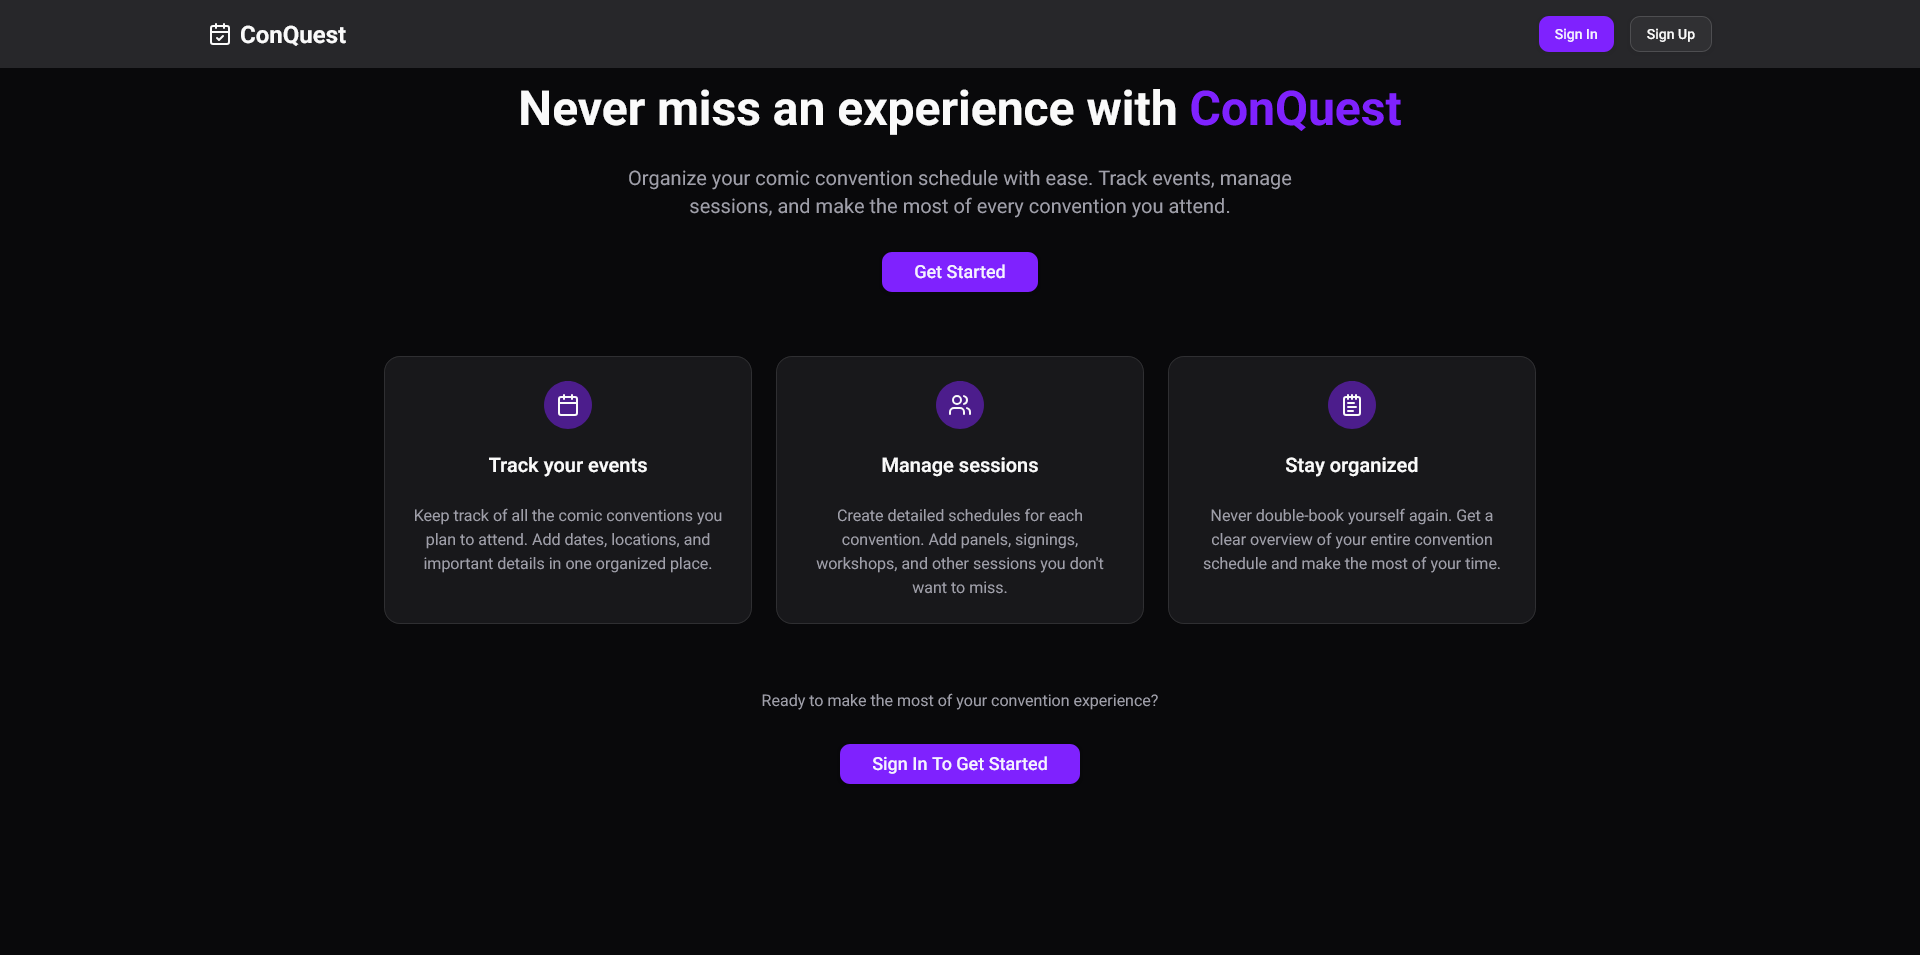 ConQuest
Sign In
Sign Up
Never miss an experience with ConQuest
Organize your comic convention schedule with ease. Track events, manage
sessions, and make the most of every convention you attend.
Get Started
Track your events
Keep track of all the comic conventions you
plan to attend. Add dates, locations, and
important details in one organized place.
Manage sessions
Create detailed schedules for each
convention. Add panels, signings,
workshops, and other sessions you don't
want to miss.
Stay organized
Never double-book yourself again. Get a
clear overview of your entire convention
schedule and make the most of your time.
Ready to make the most of your convention experience?
Sign In To Get Started